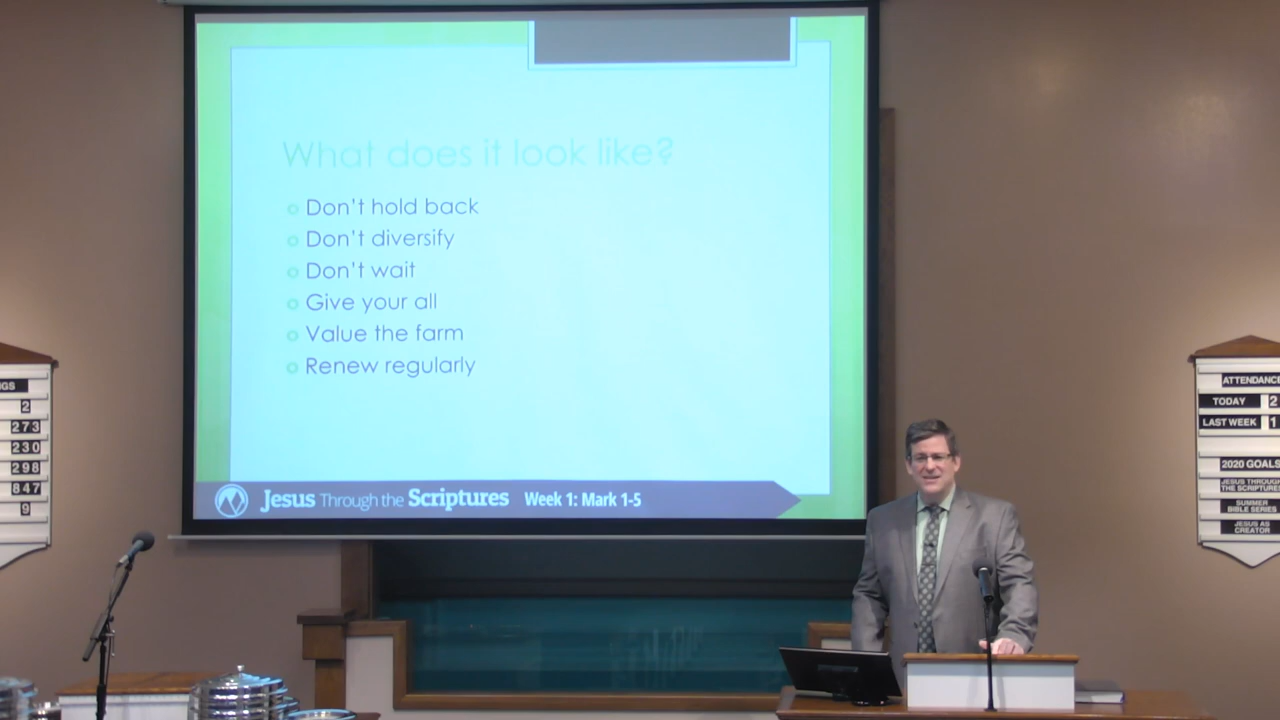 What does it look like?
Don't hold back
Don't diversify
Don't wait
Give your all
Value the farm
Renew regularly
Jesus Through the Scriptures Week 1: Mark 1-5
2
273
230
298
847
9
ATTENDANCE
TODAY 2
LAST WEEK 1
2020 GOALS
JESUS THROUGH
THE SCRIPTURES
SUMMER
BIBLE SERIES
JESUS AS
CREATOR